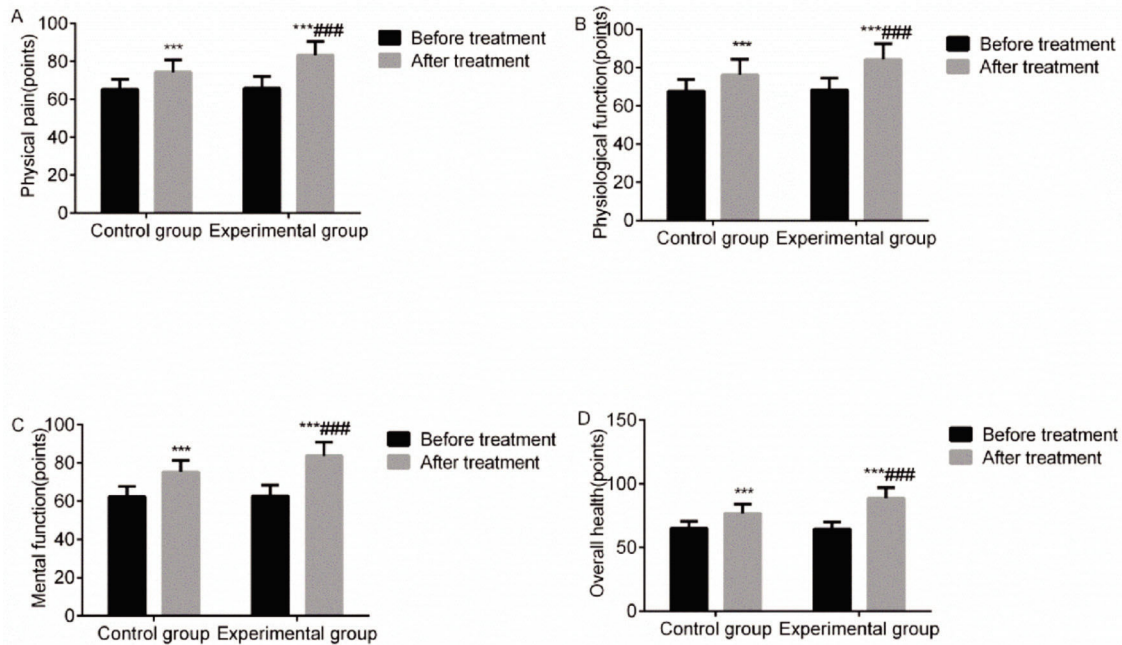 A
Physical pain(points)
100
80
60
40
20
0
***
***###
Control group
Experimental group
Before treatment
After treatment
B
Physiological function(points)
100
80
60
40
20
0
***
***###
Control group
Experimental group
Before treatment
After treatment
C
Mental function(points)
100
80
60
40
20
0
***
***###
Control group
Experimental group
Before treatment
After treatment
D
Overall health(points)
150
100
50
0
***
***###
Control group
Experimental group
Before treatment
After treatment